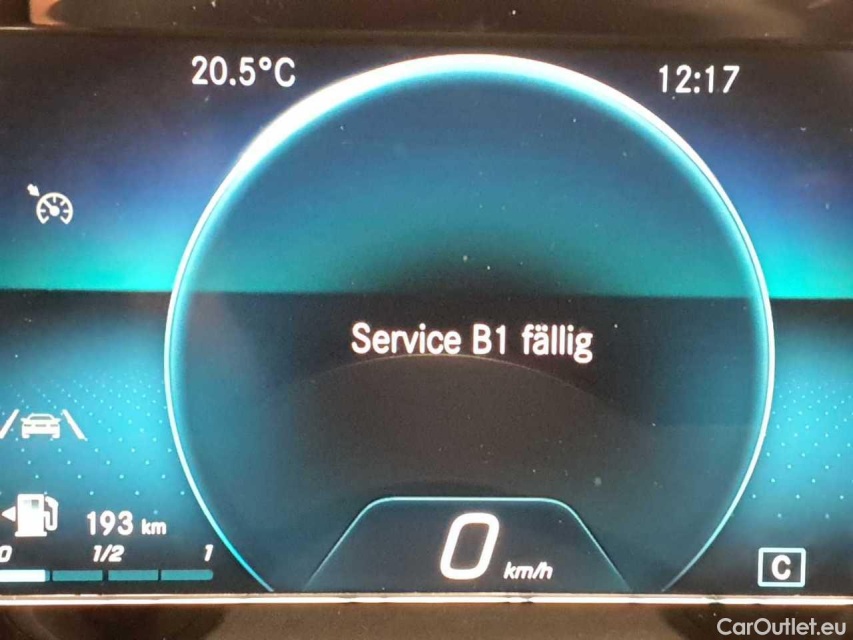 20.5°C
12:17
Service B1 fällig
193 km
0 1/2 1
0 km/h
C
CarOutlet.eu